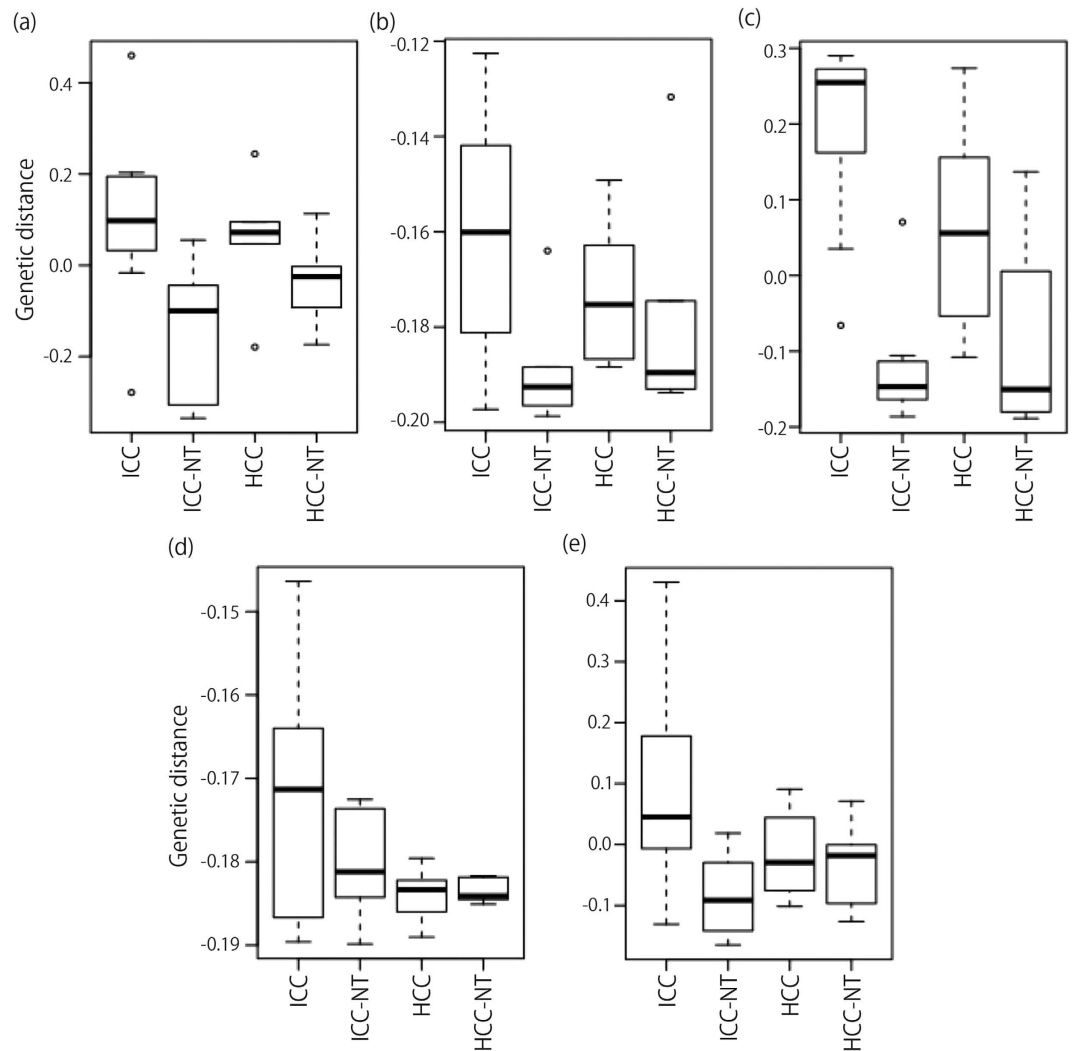 (a)
Genetic distance
0.4
0.2
0.0
-0.2
ICC
ICC-NT
HCC
HCC-NT
(b)
-0.12
-0.14
-0.16
-0.18
-0.20
ICC
ICC-NT
HCC
HCC-NT
(c)
0.3
0.2
0.1
0.0
-0.1
-0.2
ICC
ICC-NT
HCC
HCC-NT
(d)
Genetic distance
-0.15
-0.16
-0.17
-0.18
-0.19
ICC
ICC-NT
HCC
HCC-NT
(e)
0.4
0.3
0.2
0.1
0.0
-0.1
ICC
ICC-NT
HCC
HCC-NT